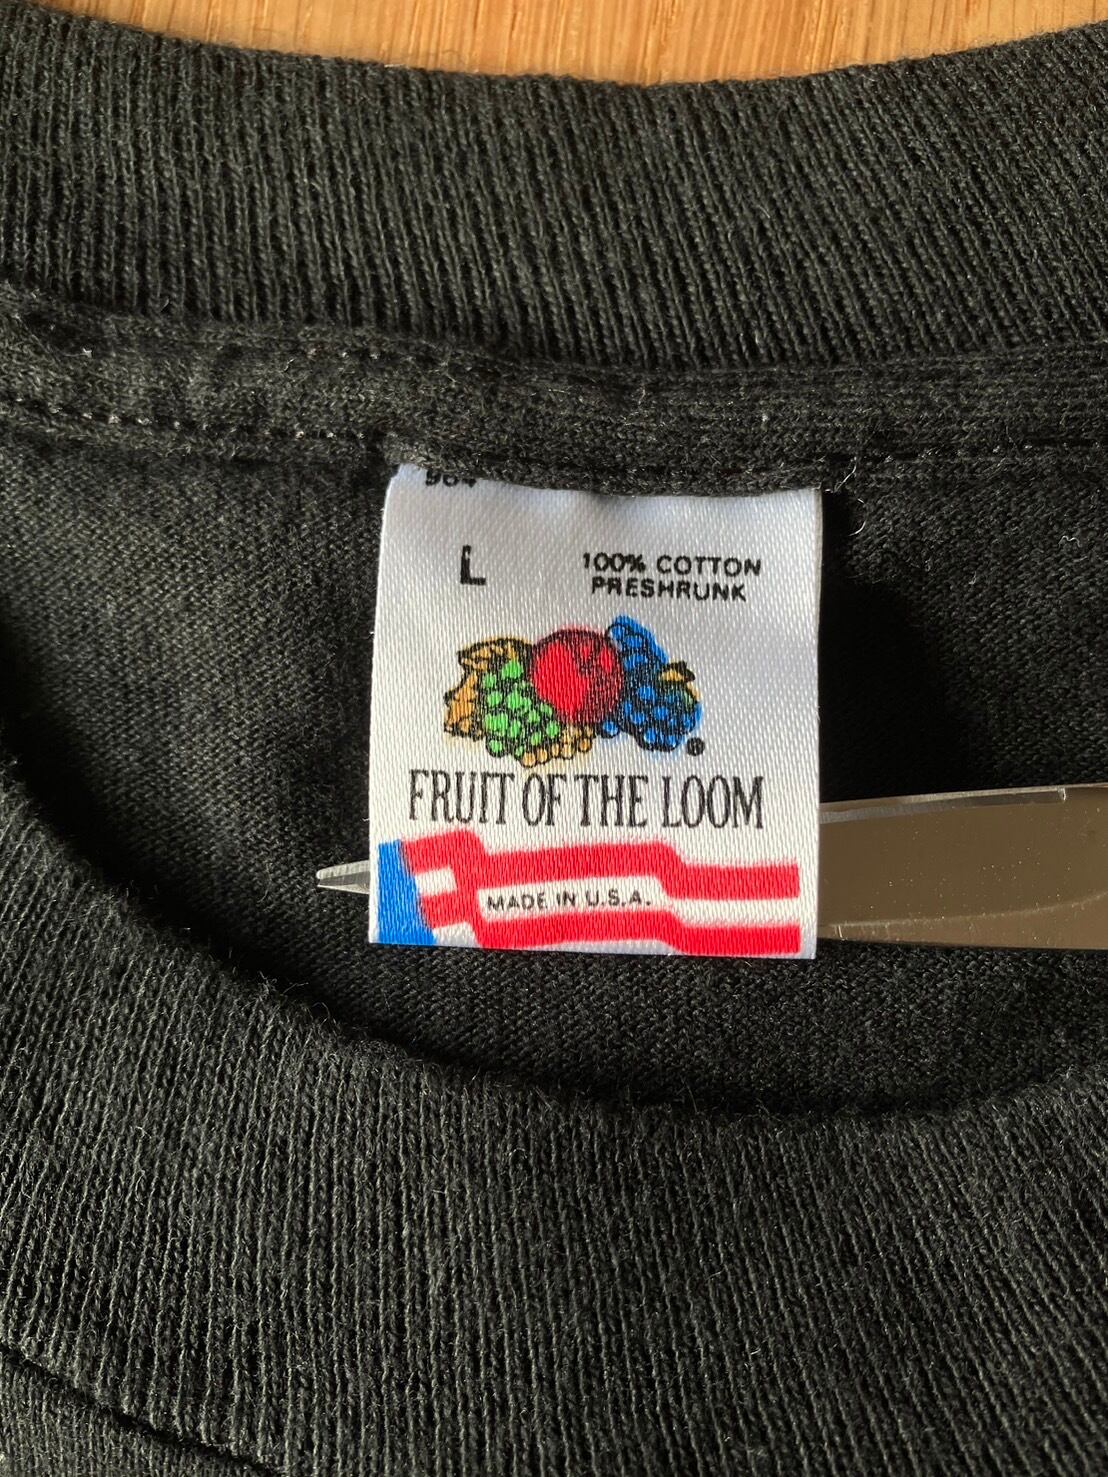 L
100% COTTON
PRESHRUNK
®
FRUIT OF THE LOOM
MADE IN U.S.A.